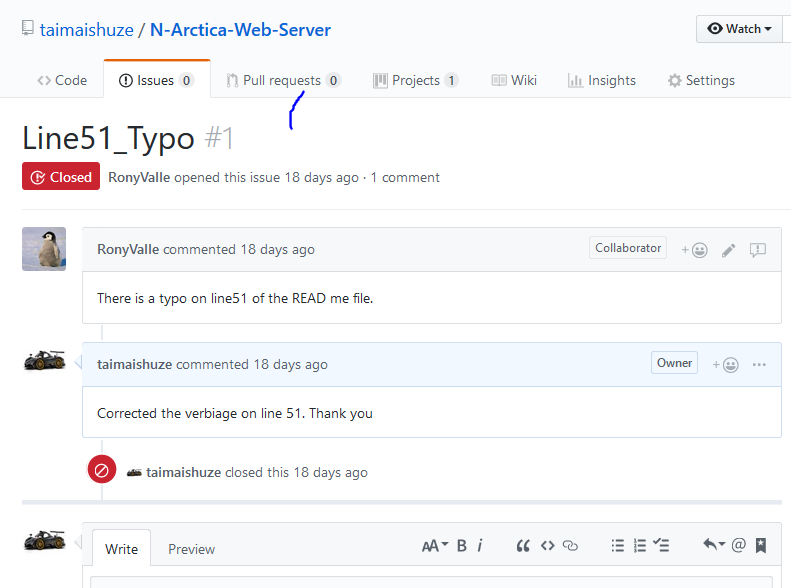 taimaishuze / N-Arctica-Web-Server
Watch
Code
Issues 0
Pull requests 0
Projects 1
Wiki
Insights
Settings
Line51_Typo #1
Closed
RonyValle opened this issue 18 days ago · 1 comment
RonyValle commented 18 days ago
Collaborator
There is a typo on line51 of the READ me file.
taimaishuze commented 18 days ago
Owner
Corrected the verbiage on line 51. Thank you
taimaishuze closed this 18 days ago
Write
Preview
AA B i